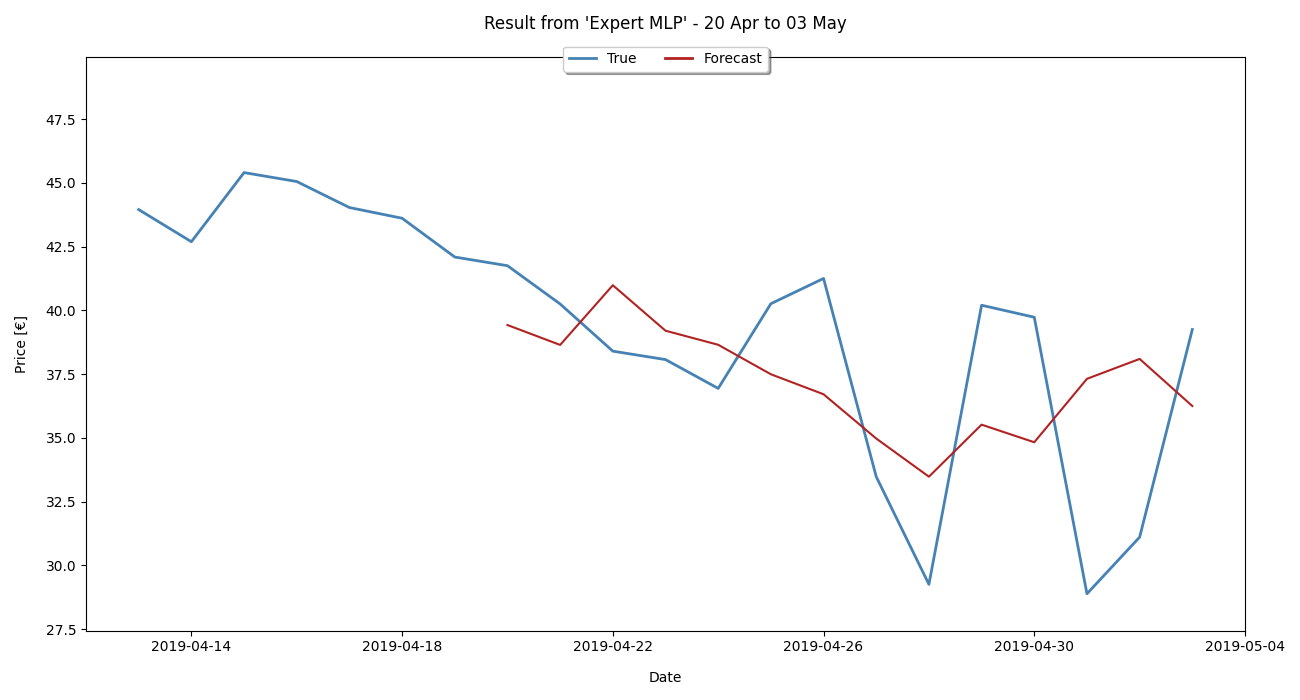 Result from 'Expert MLP' - 20 Apr to 03 May
True Forecast
47.5
45.0
42.5
40.0
37.5
35.0
32.5
30.0
27.5
Price [€]
2019-04-14 2019-04-18 2019-04-22 2019-04-26 2019-04-30 2019-05-04
Date